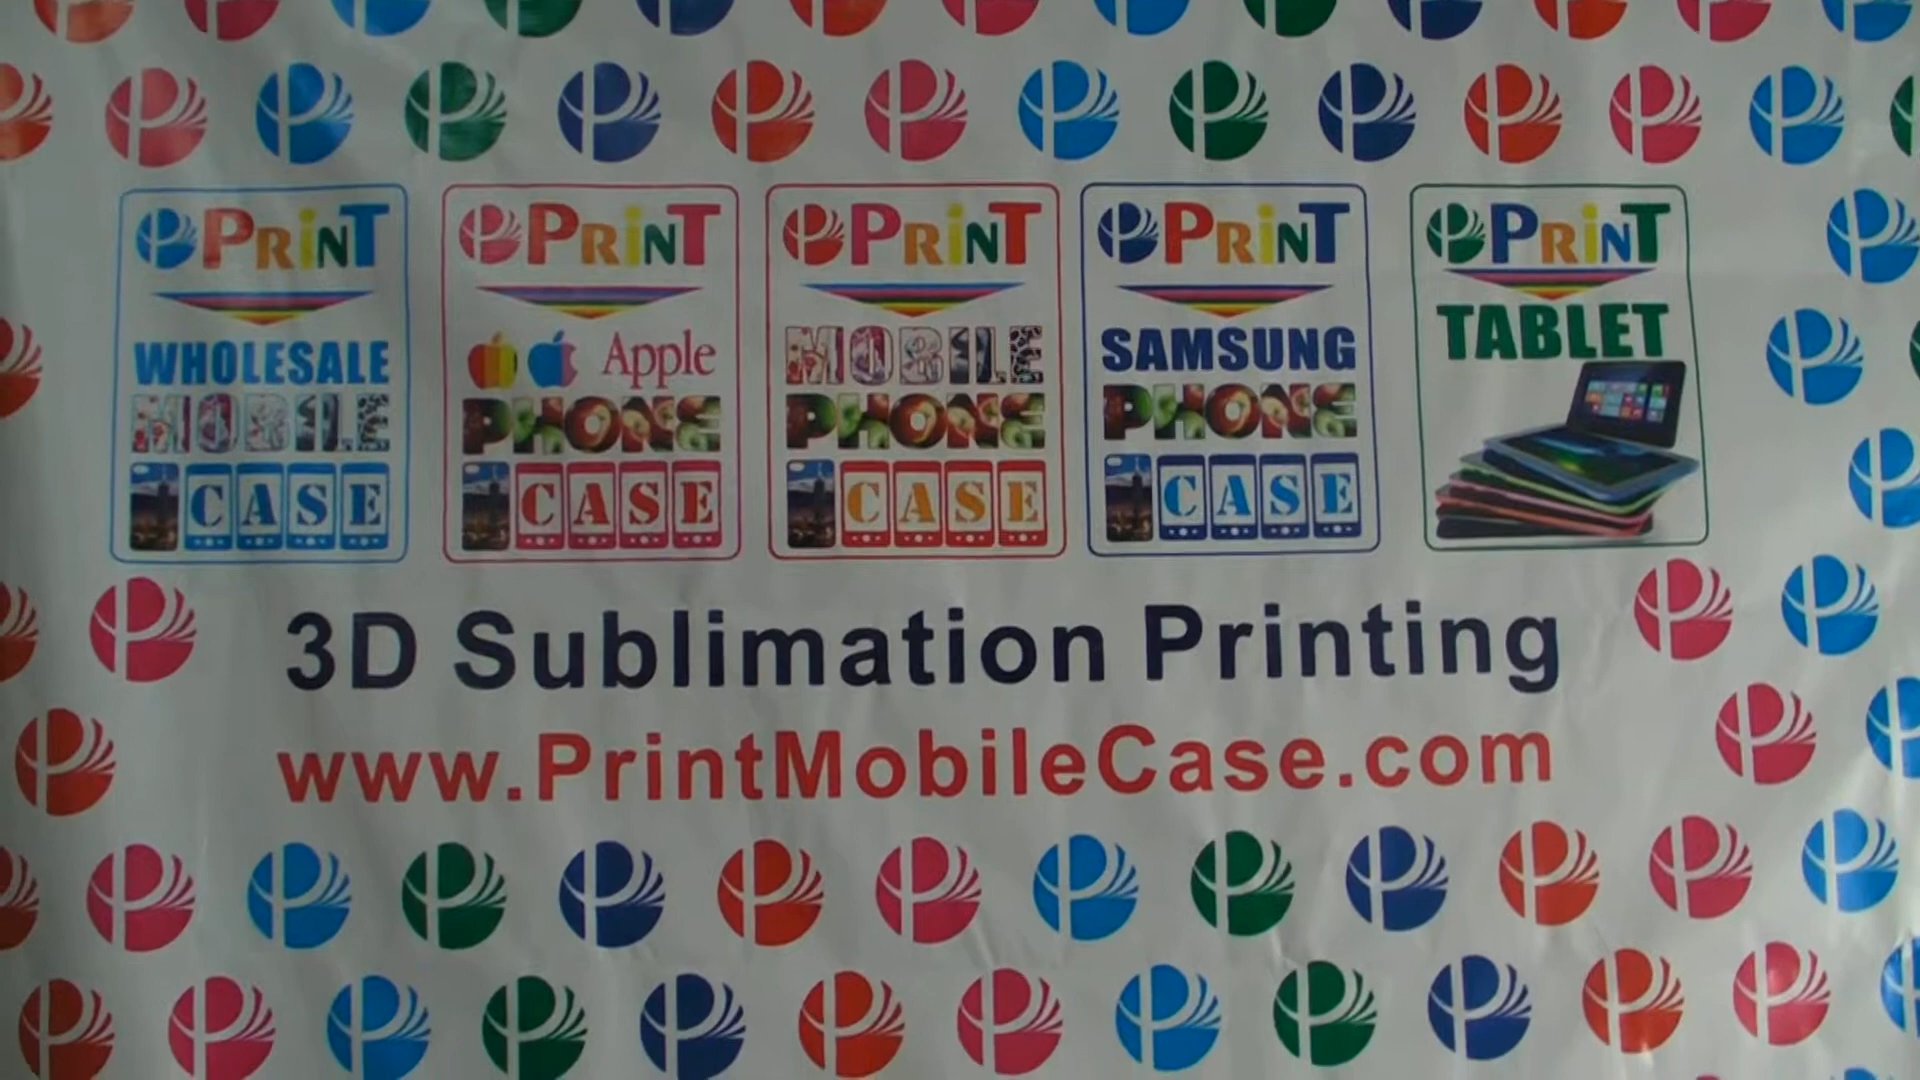 PRiNT
WHOLESALE
MOBILE
CASE
PRiNT
Apple
PHONE
CASE
PRiNT
MOBILE
PHONE
CASE
PRiNT
SAMSUNG
PHONE
CASE
PRiNT
TABLET
3D Sublimation Printing
www.PrintMobileCase.com